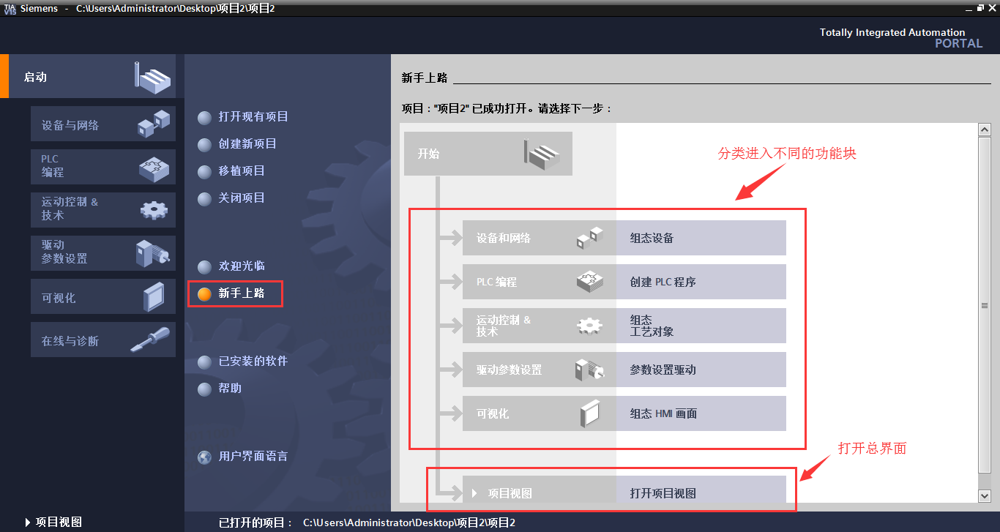 TIA V15 Siemens - C:\Users\Administrator\Desktop\项目2\项目2
Totally Integrated Automation
PORTAL
启动
设备与网络
PLC
编程
运动控制 &
技术
驱动
参数设置
可视化
在线与诊断
打开现有项目
创建新项目
移植项目
关闭项目
欢迎光临
新手上路
已安装的软件
帮助
用户界面语言
新手上路
项目："项目2" 已成功打开。请选择下一步：
开始
分类进入不同的功能块
设备和网络
组态设备
PLC 编程
创建 PLC 程序
运动控制 &
技术
组态
工艺对象
驱动参数设置
参数设置驱动
可视化
组态 HMI 画面
打开总界面
项目视图
打开项目视图
项目视图
已打开的项目： C:\Users\Administrator\Desktop\项目2\项目2